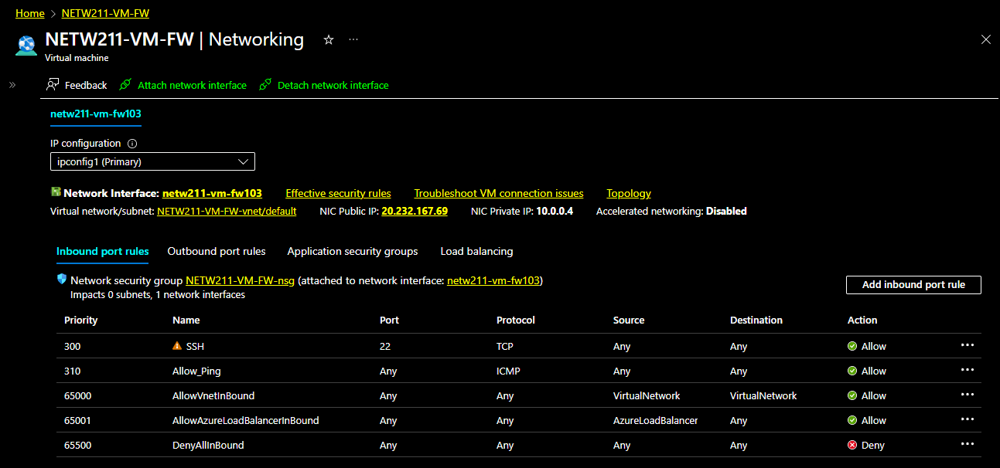 Home > NETW211-VM-FW
NETW211-VM-FW | Networking ☆ ···
Virtual machine
» Feedback Attach network interface Detach network interface
netw211-vm-fw103
IP configuration
ipconfig1 (Primary)
Network Interface: netw211-vm-fw103 Effective security rules Troubleshoot VM connection issues Topology
Virtual network/subnet: NETW211-VM-FW-vnet/default NIC Public IP: 20.232.167.69 NIC Private IP: 10.0.0.4 Accelerated networking: Disabled
Inbound port rules Outbound port rules Application security groups Load balancing
Network security group NETW211-VM-FW-nsg (attached to network interface: netw211-vm-fw103)
Impacts 0 subnets, 1 network interfaces
Add inbound port rule
Priority Name Port Protocol Source Destination Action
300 SSH 22 TCP Any Any Allow ···
310 Allow_Ping Any ICMP Any Any Allow ···
65000 AllowVnetInBound Any Any VirtualNetwork VirtualNetwork Allow ···
65001 AllowAzureLoadBalancerInBound Any Any AzureLoadBalancer Any Allow ···
65500 DenyAllInBound Any Any Any Any Deny ···